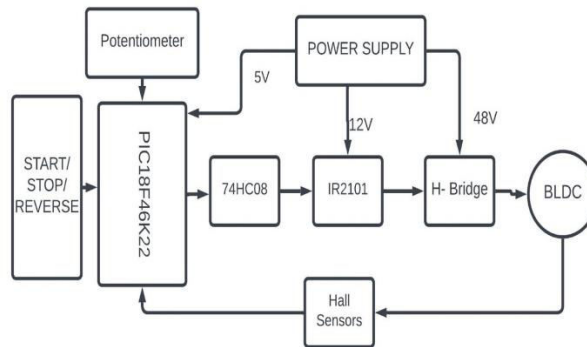 Potentiometer
POWER SUPPLY
5V
12V
48V
START/
STOP/
REVERSE
PIC18F46K22
74HC08
IR2101
H- Bridge
BLDC
Hall
Sensors